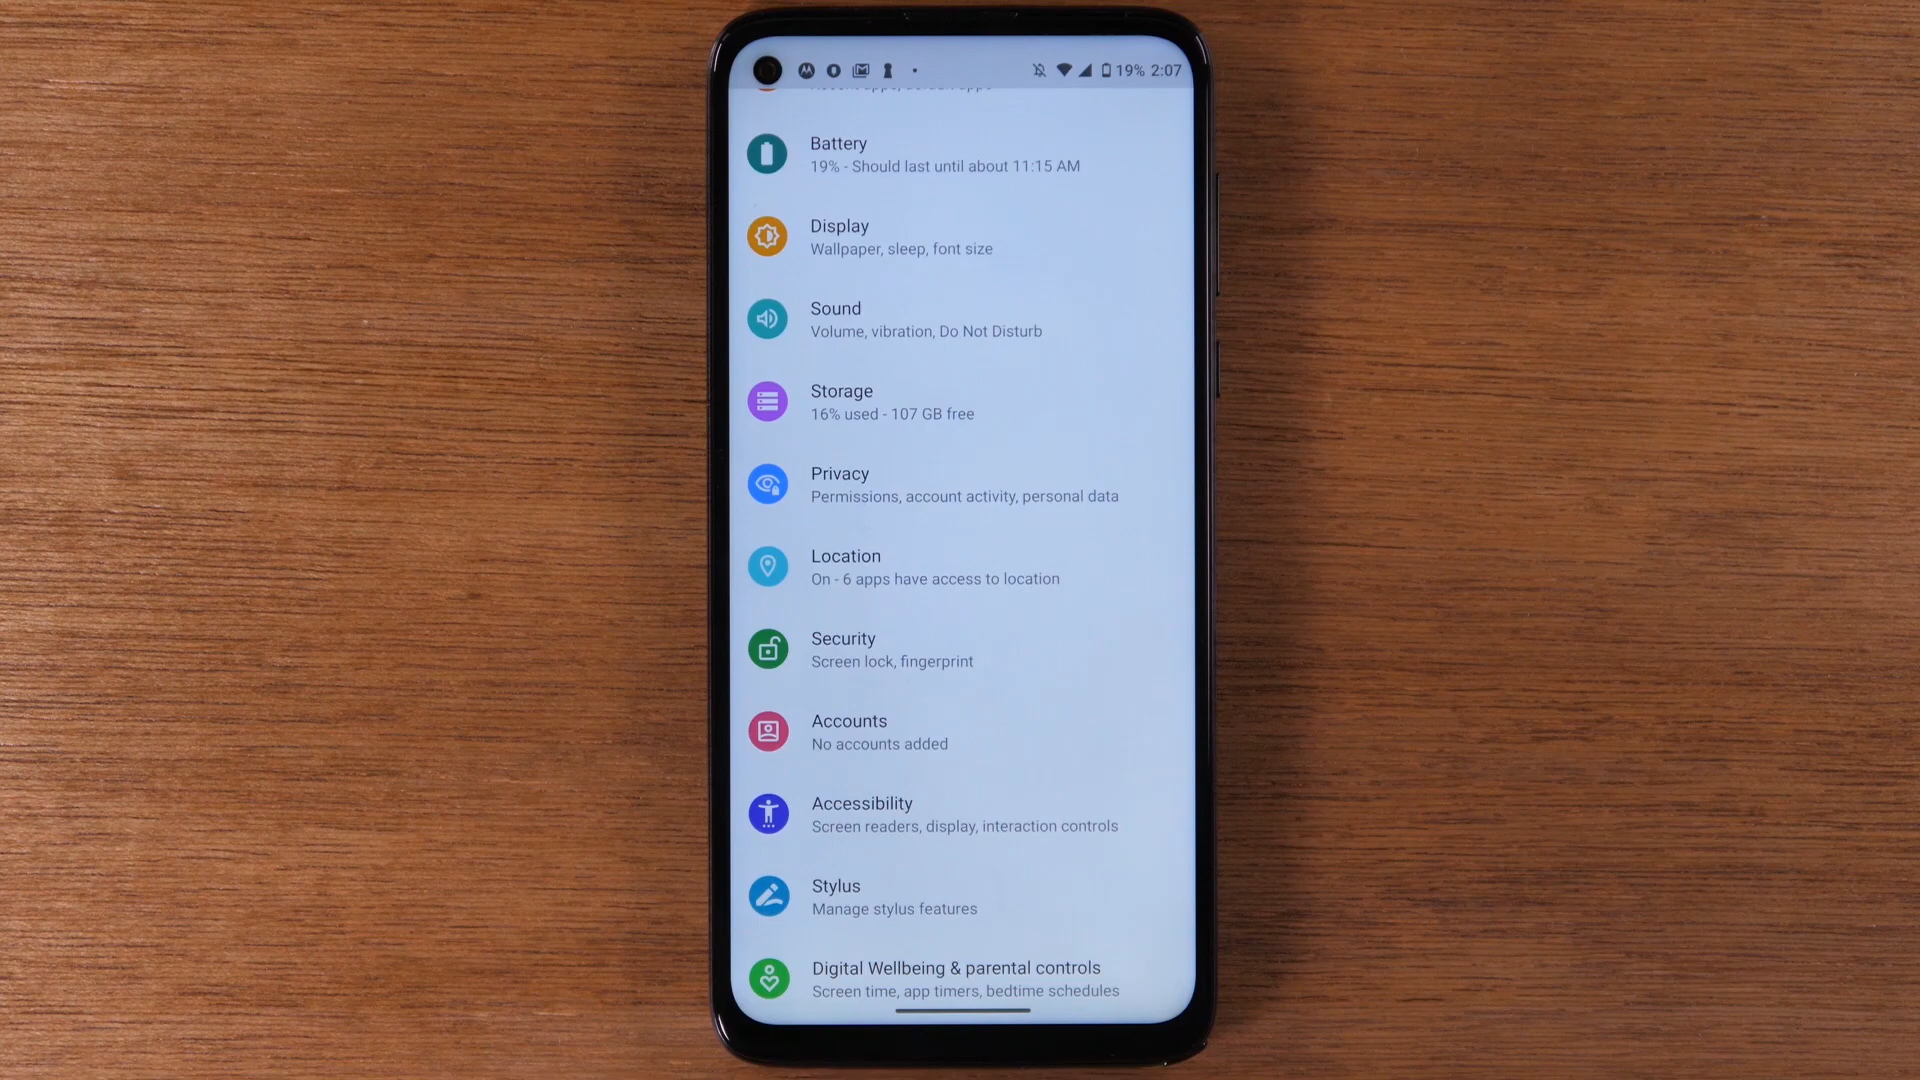 19% 2:07
Battery
19% - Should last until about 11:15 AM
Display
Wallpaper, sleep, font size
Sound
Volume, vibration, Do Not Disturb
Storage
16% used - 107 GB free
Privacy
Permissions, account activity, personal data
Location
On - 6 apps have access to location
Security
Screen lock, fingerprint
Accounts
No accounts added
Accessibility
Screen readers, display, interaction controls
Stylus
Manage stylus features
Digital Wellbeing & parental controls
Screen time, app timers, bedtime schedules